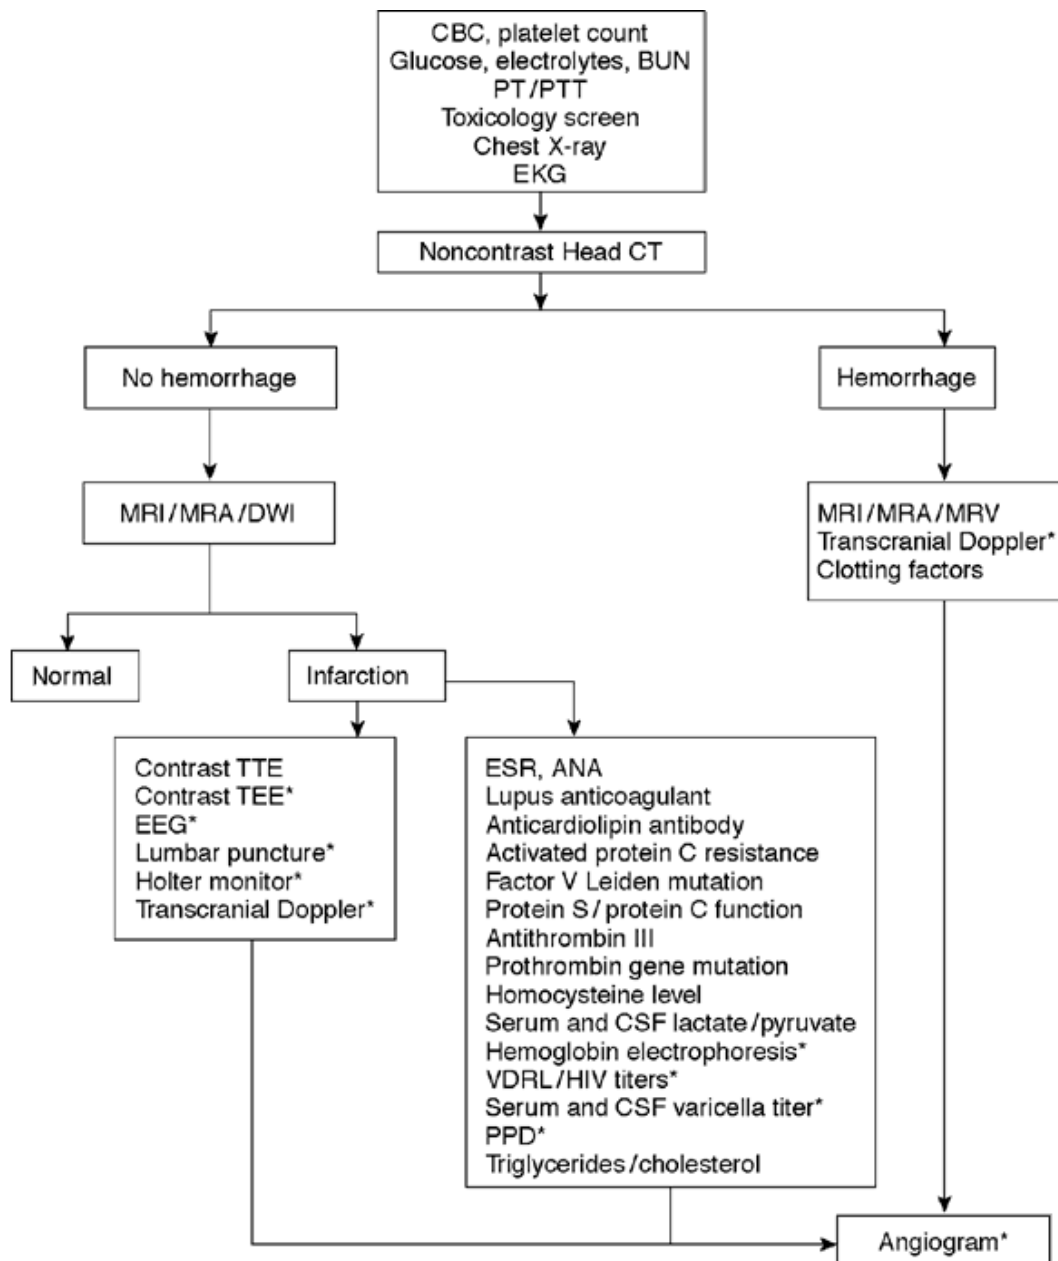 CBC, platelet count
Glucose, electrolytes, BUN
PT/PTT
Toxicology screen
Chest X-ray
EKG
Noncontrast Head CT
No hemorrhage
Hemorrhage
MRI/MRA/DWI
MRI/MRA/MRV
Transcranial Doppler*
Clotting factors
Normal
Infarction
Contrast TTE
Contrast TEE*
EEG*
Lumbar puncture*
Holter monitor*
Transcranial Doppler*
ESR, ANA
Lupus anticoagulant
Anticardiolipin antibody
Activated protein C resistance
Factor V Leiden mutation
Protein S/protein C function
Antithrombin III
Prothrombin gene mutation
Homocysteine level
Serum and CSF lactate/pyruvate
Hemoglobin electrophoresis*
VDRL/HIV titers*
Serum and CSF varicella titer*
PPD*
Triglycerides/cholesterol
Angiogram*